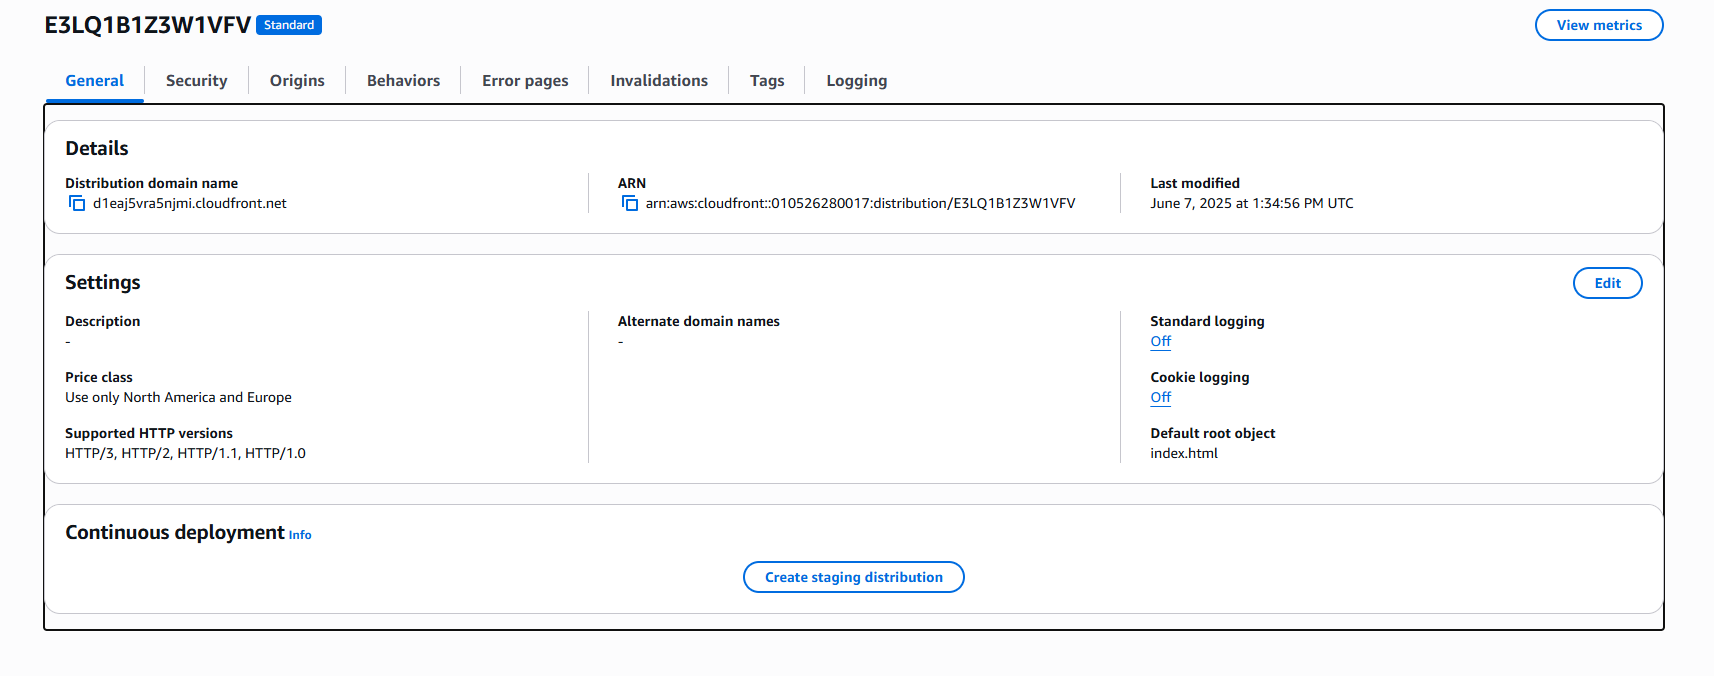 E3LQ1B1Z3W1VFV Standard View metrics
General Security Origins Behaviors Error pages Invalidations Tags Logging
Details
Distribution domain name
d1eaj5vra5njmi.cloudfront.net
ARN
arn:aws:cloudfront::010526280017:distribution/E3LQ1B1Z3W1VFV
Last modified
June 7, 2025 at 1:34:56 PM UTC
Settings Edit
Description
-
Price class
Use only North America and Europe
Supported HTTP versions
HTTP/3, HTTP/2, HTTP/1.1, HTTP/1.0
Alternate domain names
-
Standard logging
Off
Cookie logging
Off
Default root object
index.html
Continuous deployment Info
Create staging distribution